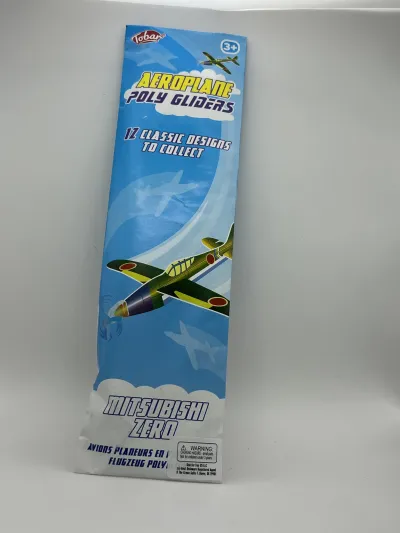 Tobar
3+
AEROPLANE
POLY GLIDERS
12 CLASSIC DESIGNS
TO COLLECT
MITSUBISHI
ZERO
AVIONS PLANEURS EN
FLUGZEUG POLY
WARNING: